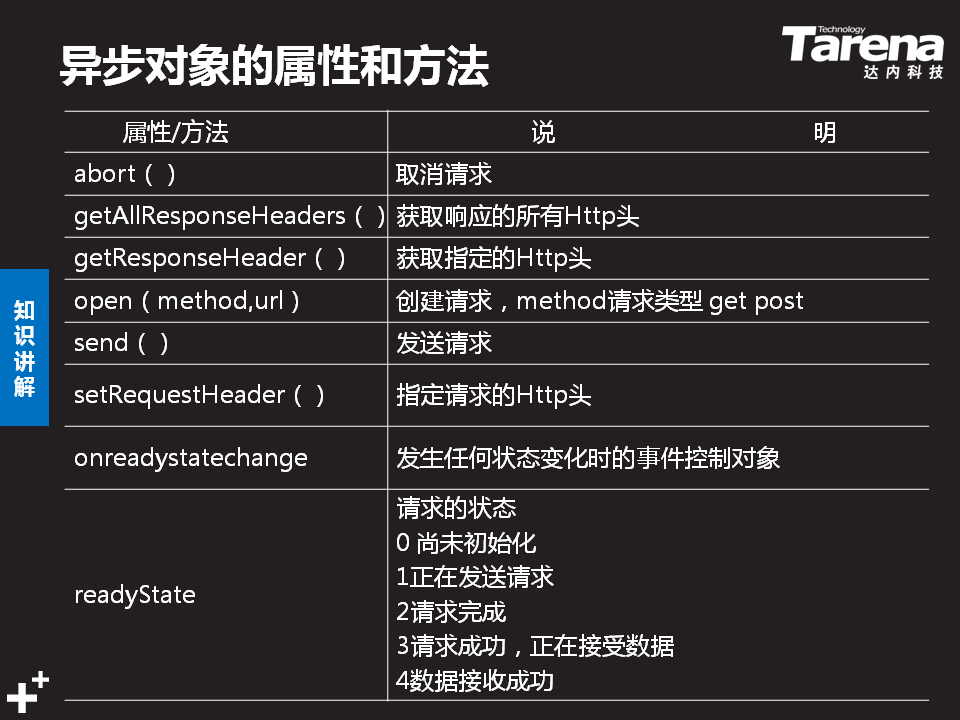 异步对象的属性和方法
Technology
Tarena
达内科技
属性/方法 说 明
abort（ ） 取消请求
getAllResponseHeaders（ ） 获取响应的所有Http头
getResponseHeader（ ） 获取指定的Http头
open（method,url） 创建请求，method请求类型 get post
send（ ） 发送请求
setRequestHeader（ ） 指定请求的Http头
onreadystatechange 发生任何状态变化时的事件控制对象
readyState
请求的状态
0 尚未初始化
1正在发送请求
2请求完成
3请求成功，正在接受数据
4数据接收成功
知
识
讲
解